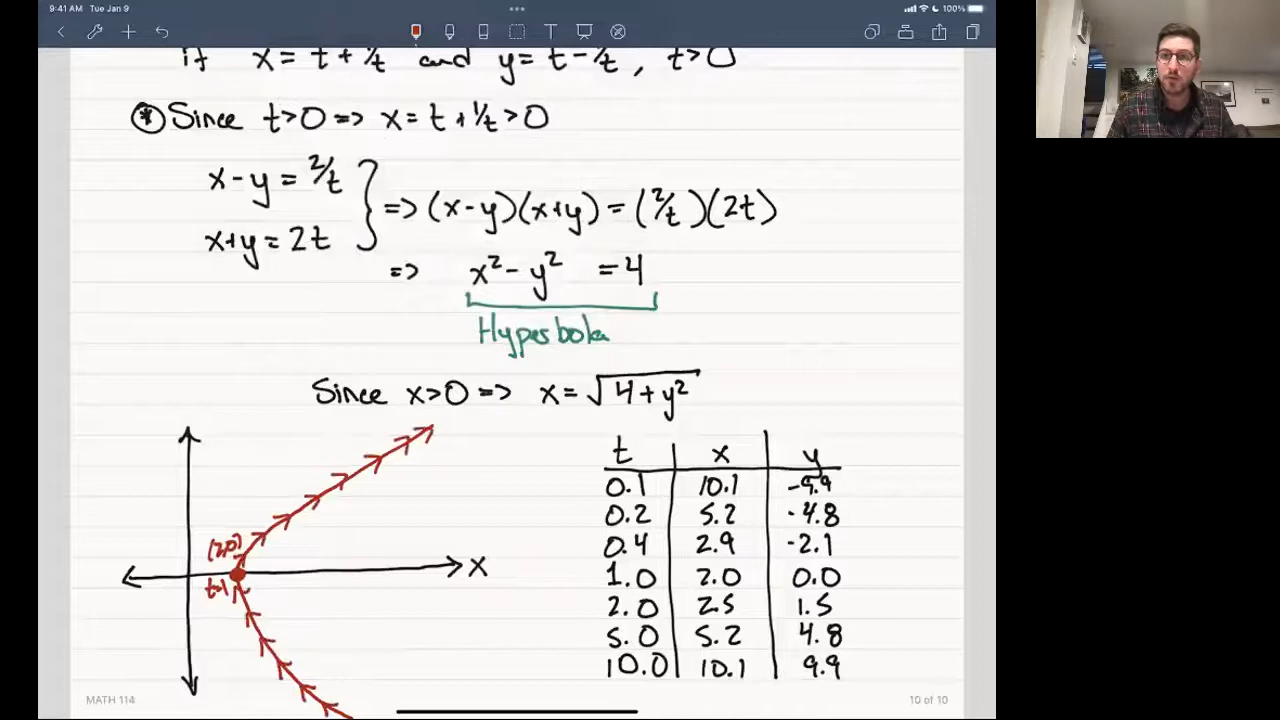 9:41 AM Tue Jan 9
100%
if x = t + 1/t and y = t - 1/t, t > 0
* Since t > 0 => x = t + 1/t > 0
x - y = 2/t
x + y = 2t
} => (x - y)(x + y) = (2/t)(2t)
=> x² - y² = 4
Hyperbola
Since x > 0 => x = √(4 + y²)
t x y
0.1 10.1 -9.9
0.2 5.2 -4.8
0.4 2.9 -2.1
1.0 2.0 0.0
2.0 2.5 1.5
5.0 5.2 4.8
10.0 10.1 9.9
(2,0)
t=1
X
MATH 114
10 of 10